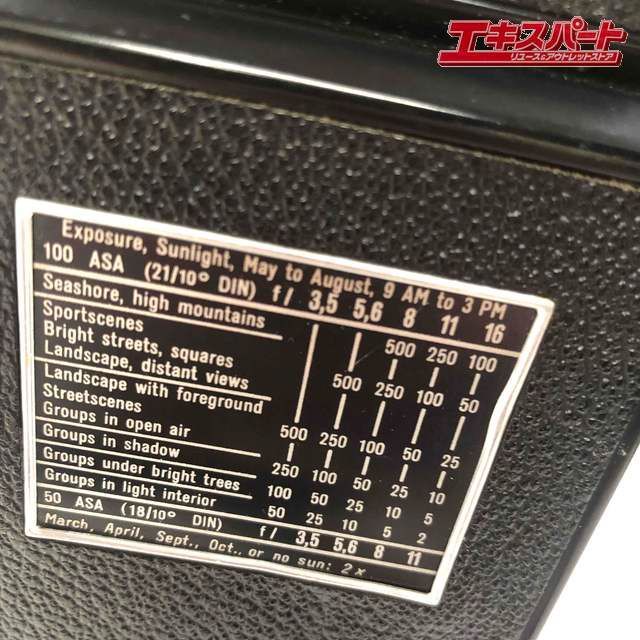 エキスパート
リユース&アウトレットストア
Exposure, Sunlight, May to August, 9 AM to 3 PM
100 ASA (21/10° DIN) f/ 3,5 5,6 8 11 16
Seashore, high mountains 500 250 100
Sportscenes
Bright streets, squares 500 250 100 50
Landscape, distant views
Landscape with foreground
Streetscenes 500 250 100 50 25
Groups in open air
Groups in shadow 250 100 50 25 10
Groups under bright trees 100 50 25 10 5
Groups in light interior 50 25 10 5 2
50 ASA (18/10° DIN) f/ 3,5 5,6 8 11
March, April, Sept., Oct., or no sun: 2 x